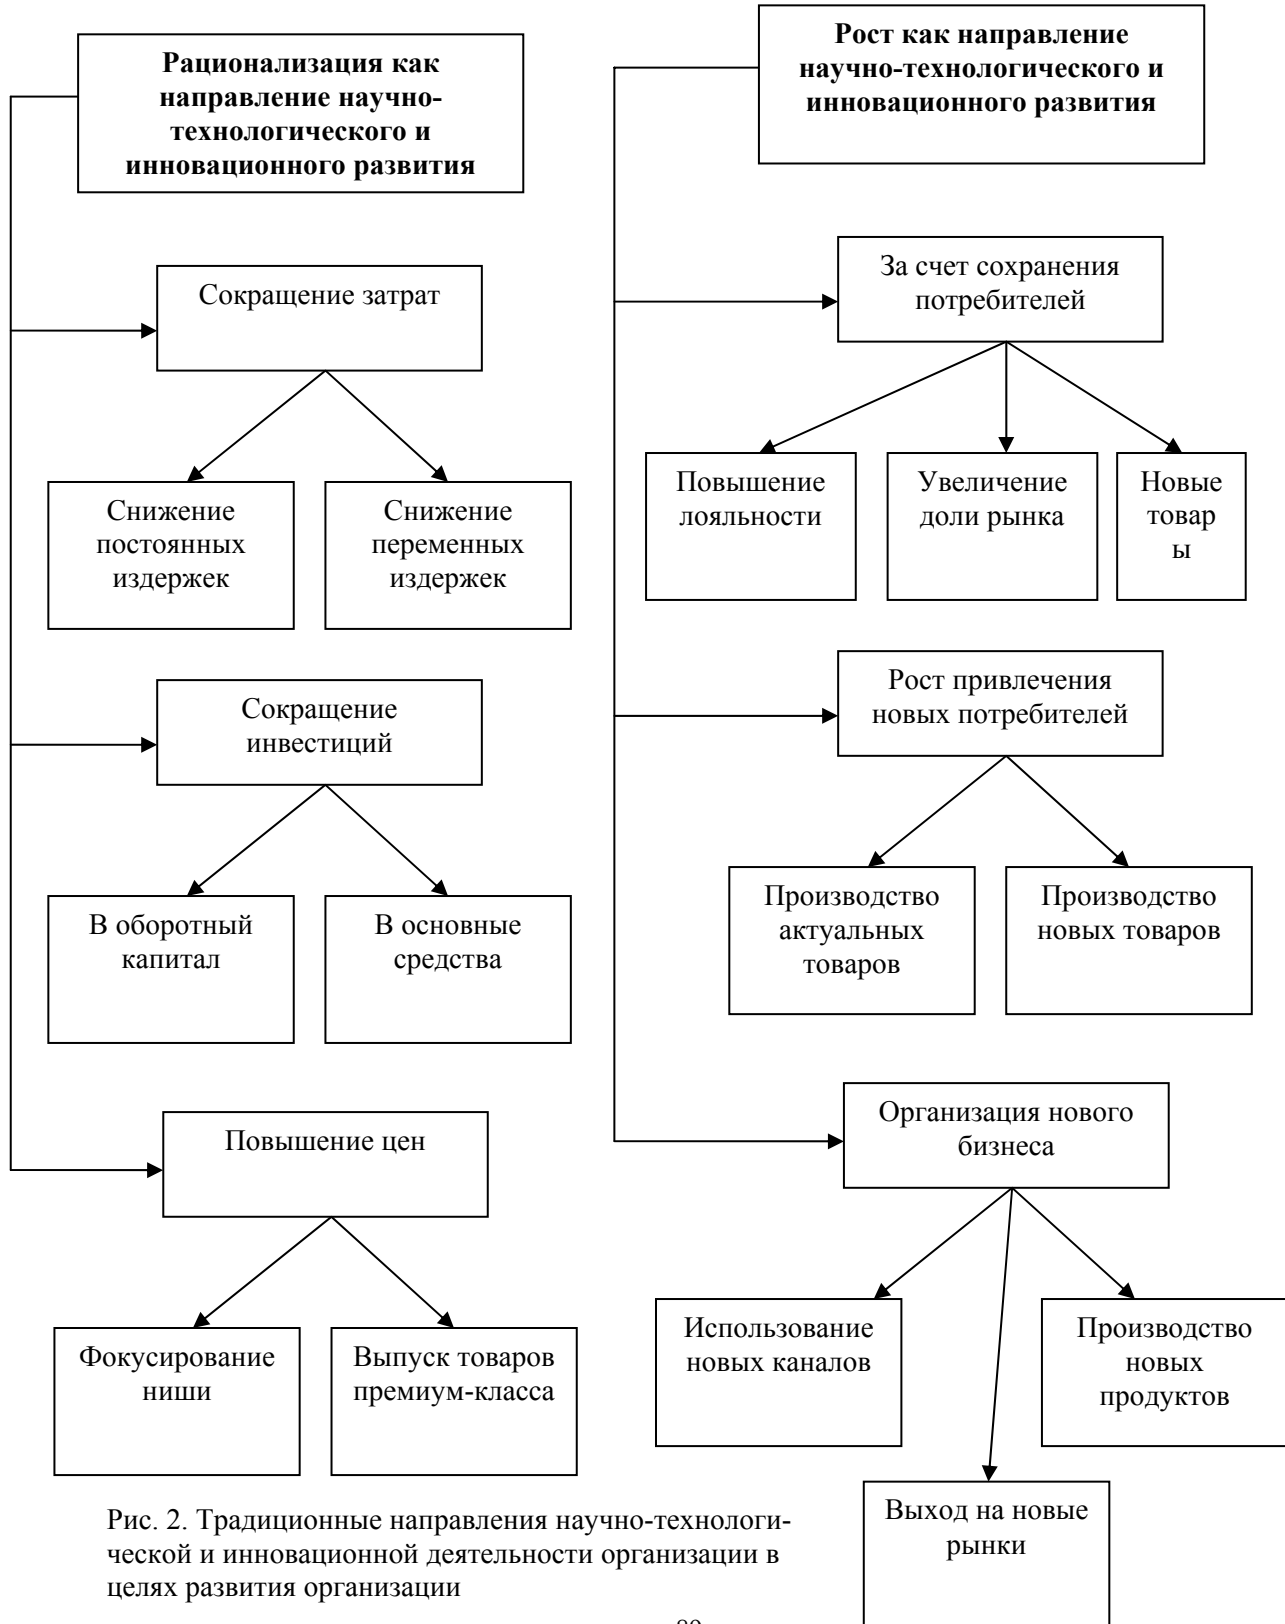 Рационализация как
направление научно-
технологического и
инновационного развития
Сокращение затрат
Снижение
постоянных
издержек
Снижение
переменных
издержек
Сокращение
инвестиций
В оборотный
капитал
В основные
средства
Повышение цен
Фокусирование
ниши
Выпуск товаров
премиум-класса
Рост как направление
научно-технологического и
инновационного развития
За счет сохранения
потребителей
Повышение
лояльности
Увеличение
доли рынка
Новые
товар
ы
Рост привлечения
новых потребителей
Производство
актуальных
товаров
Производство
новых товаров
Организация нового
бизнеса
Использование
новых каналов
Производство
новых
продуктов
Выход на новые
рынки
Рис. 2. Традиционные направления научно-технологи-
ческой и инновационной деятельности организации в
целях развития организации